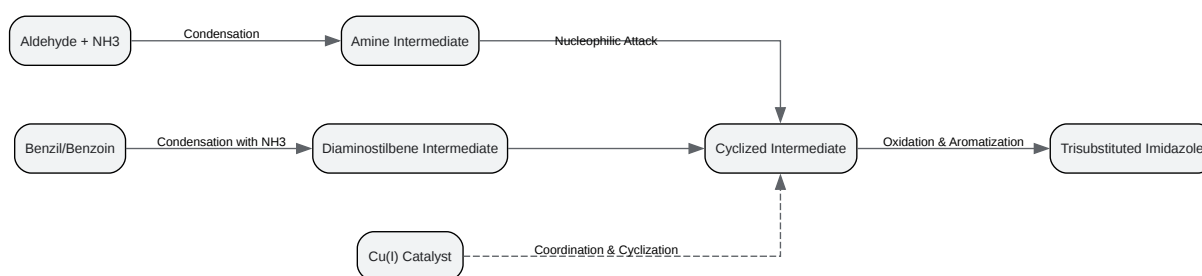 Aldehyde + NH3
Condensation
Amine Intermediate
Nucleophilic Attack
Benzil/Benzoin
Condensation with NH3
Diaminostilbene Intermediate
Cyclized Intermediate
Oxidation & Aromatization
Trisubstituted Imidazole
Cu(I) Catalyst
Coordination & Cyclization